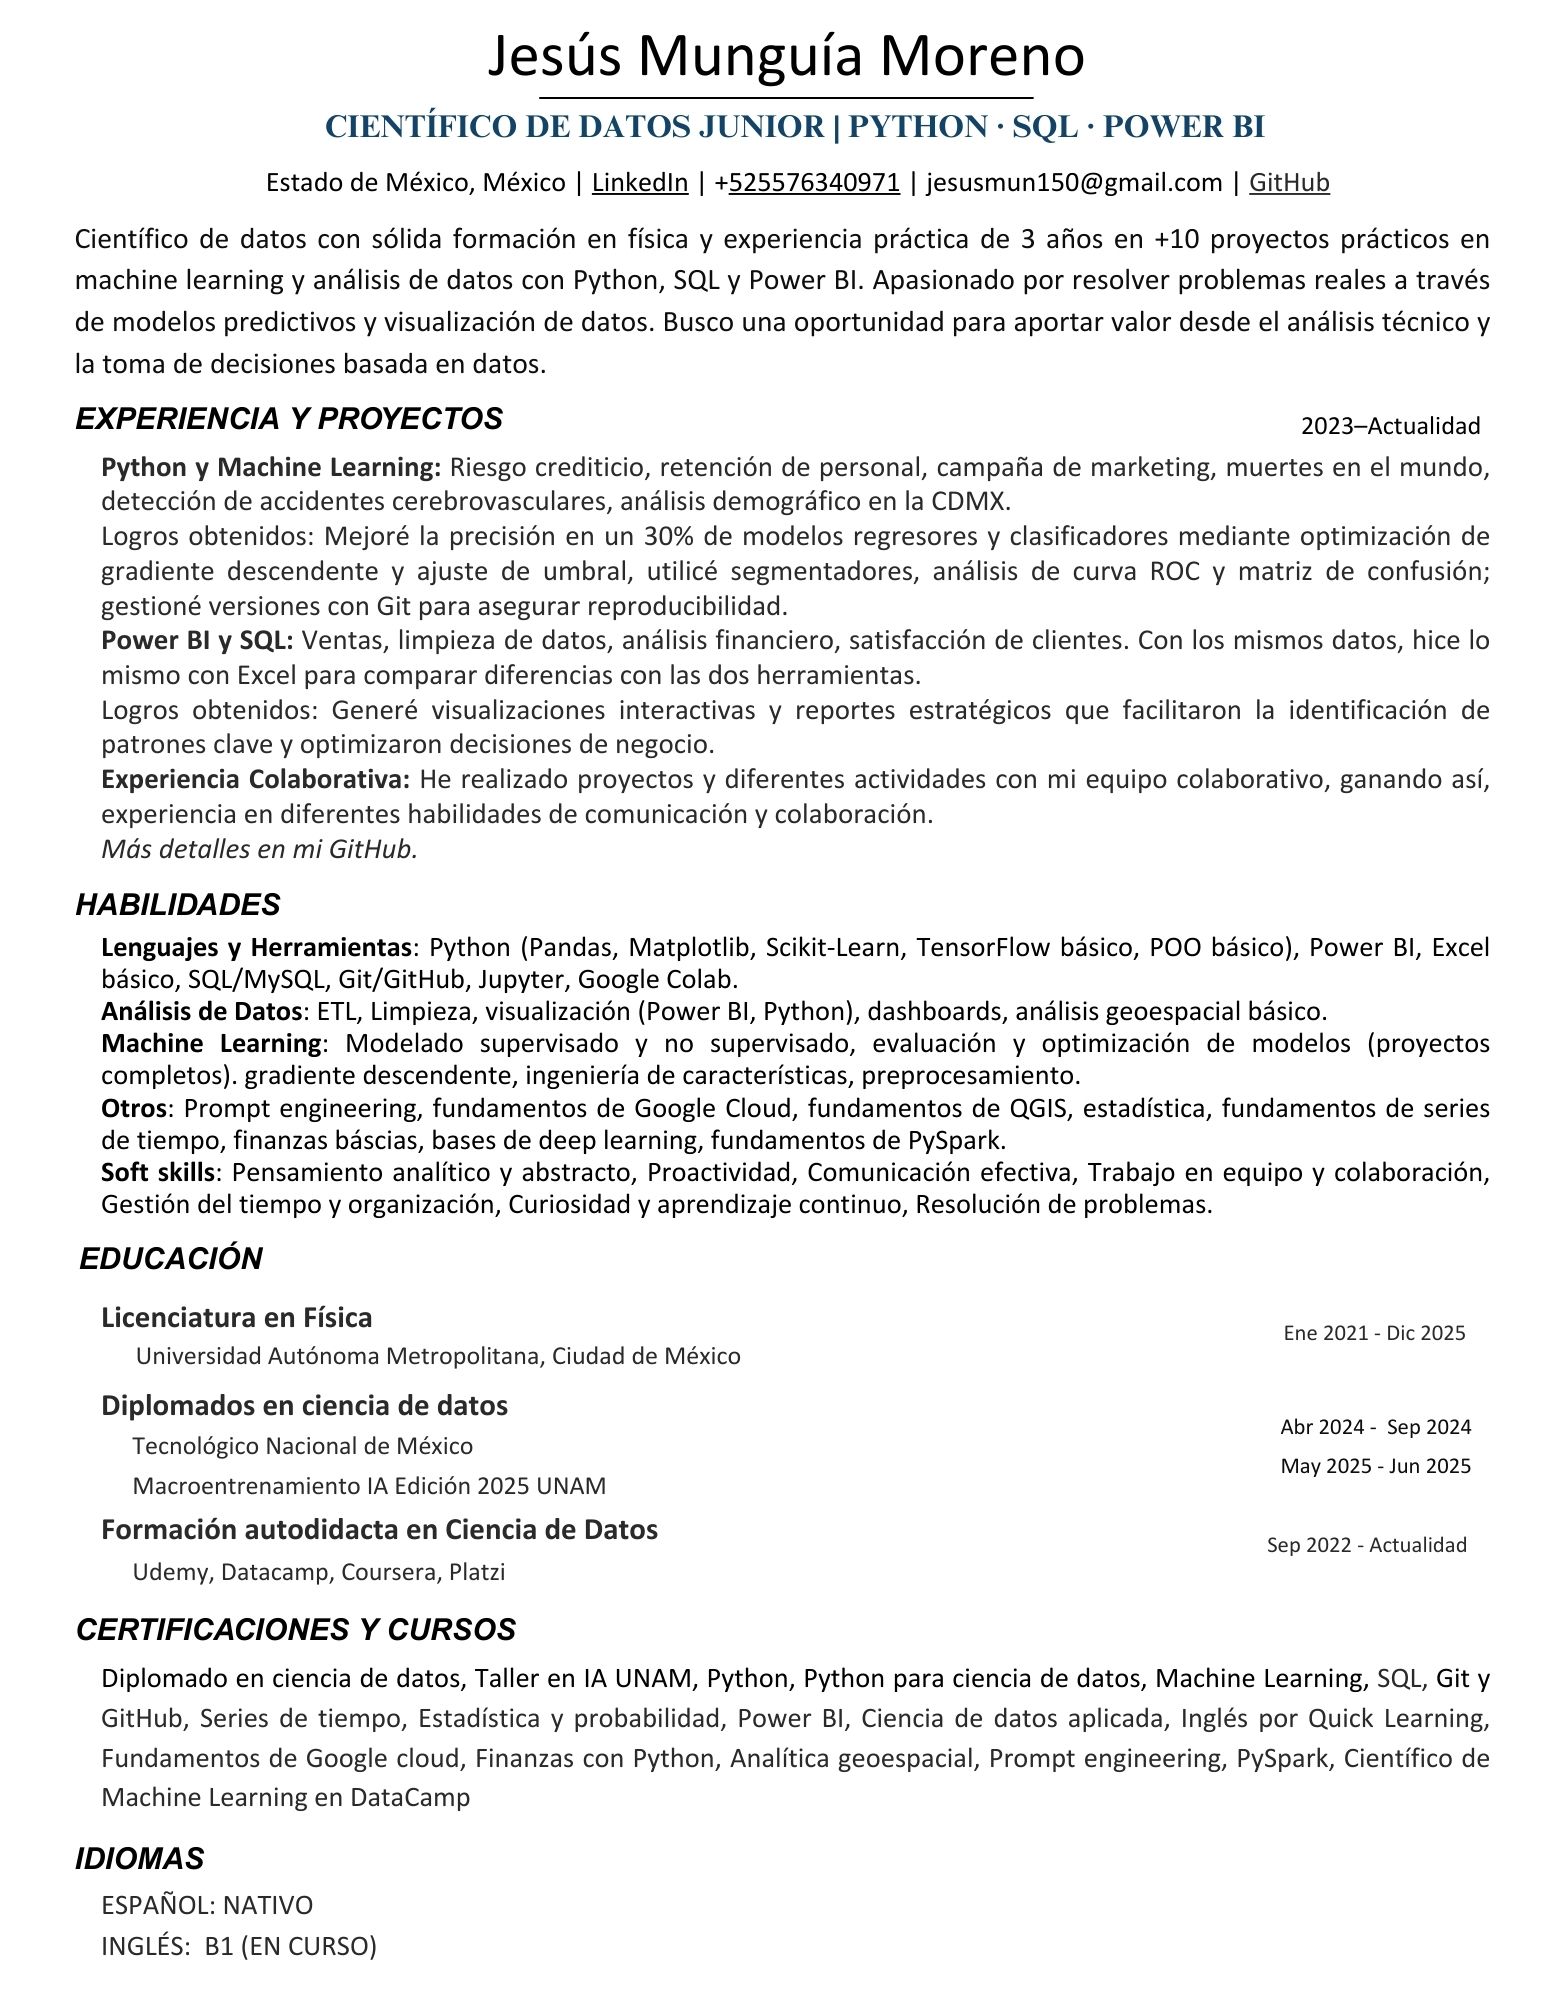 Jesús Munguía Moreno
CIENTÍFICO DE DATOS JUNIOR | PYTHON · SQL · POWER BI
Estado de México, México | LinkedIn | +525576340971 | jesusmun150@gmail.com | GitHub
Científico de datos con sólida formación en física y experiencia práctica de 3 años en +10 proyectos prácticos en
machine learning y análisis de datos con Python, SQL y Power BI. Apasionado por resolver problemas reales a través
de modelos predictivos y visualización de datos. Busco una oportunidad para aportar valor desde el análisis técnico y
la toma de decisiones basada en datos.
EXPERIENCIA Y PROYECTOS 2023–Actualidad
Python y Machine Learning: Riesgo crediticio, retención de personal, campaña de marketing, muertes en el mundo,
detección de accidentes cerebrovasculares, análisis demográfico en la CDMX.
Logros obtenidos: Mejoré la precisión en un 30% de modelos regresores y clasificadores mediante optimización de
gradiente descendente y ajuste de umbral, utilicé segmentadores, análisis de curva ROC y matriz de confusión;
gestioné versiones con Git para asegurar reproducibilidad.
Power BI y SQL: Ventas, limpieza de datos, análisis financiero, satisfacción de clientes. Con los mismos datos, hice lo
mismo con Excel para comparar diferencias con las dos herramientas.
Logros obtenidos: Generé visualizaciones interactivas y reportes estratégicos que facilitaron la identificación de
patrones clave y optimizaron decisiones de negocio.
Experiencia Colaborativa: He realizado proyectos y diferentes actividades con mi equipo colaborativo, ganando así,
experiencia en diferentes habilidades de comunicación y colaboración.
Más detalles en mi GitHub.
HABILIDADES
Lenguajes y Herramientas: Python (Pandas, Matplotlib, Scikit-Learn, TensorFlow básico, POO básico), Power BI, Excel
básico, SQL/MySQL, Git/GitHub, Jupyter, Google Colab.
Análisis de Datos: ETL, Limpieza, visualización (Power BI, Python), dashboards, análisis geoespacial básico.
Machine Learning: Modelado supervisado y no supervisado, evaluación y optimización de modelos (proyectos
completos). gradiente descendente, ingeniería de características, preprocesamiento.
Otros: Prompt engineering, fundamentos de Google Cloud, fundamentos de QGIS, estadística, fundamentos de series
de tiempo, finanzas báscias, bases de deep learning, fundamentos de PySpark.
Soft skills: Pensamiento analítico y abstracto, Proactividad, Comunicación efectiva, Trabajo en equipo y colaboración,
Gestión del tiempo y organización, Curiosidad y aprendizaje continuo, Resolución de problemas.
EDUCACIÓN
Licenciatura en Física
Ene 2021 - Dic 2025
Universidad Autónoma Metropolitana, Ciudad de México
Diplomados en ciencia de datos
Abr 2024 - Sep 2024
Tecnológico Nacional de México
May 2025 - Jun 2025
Macroentrenamiento IA Edición 2025 UNAM
Formación autodidacta en Ciencia de Datos
Sep 2022 - Actualidad
Udemy, Datacamp, Coursera, Platzi
CERTIFICACIONES Y CURSOS
Diplomado en ciencia de datos, Taller en IA UNAM, Python, Python para ciencia de datos, Machine Learning, SQL, Git y
GitHub, Series de tiempo, Estadística y probabilidad, Power BI, Ciencia de datos aplicada, Inglés por Quick Learning,
Fundamentos de Google cloud, Finanzas con Python, Analítica geoespacial, Prompt engineering, PySpark, Científico de
Machine Learning en DataCamp
IDIOMAS
ESPAÑOL: NATIVO
INGLÉS: B1 (EN CURSO)